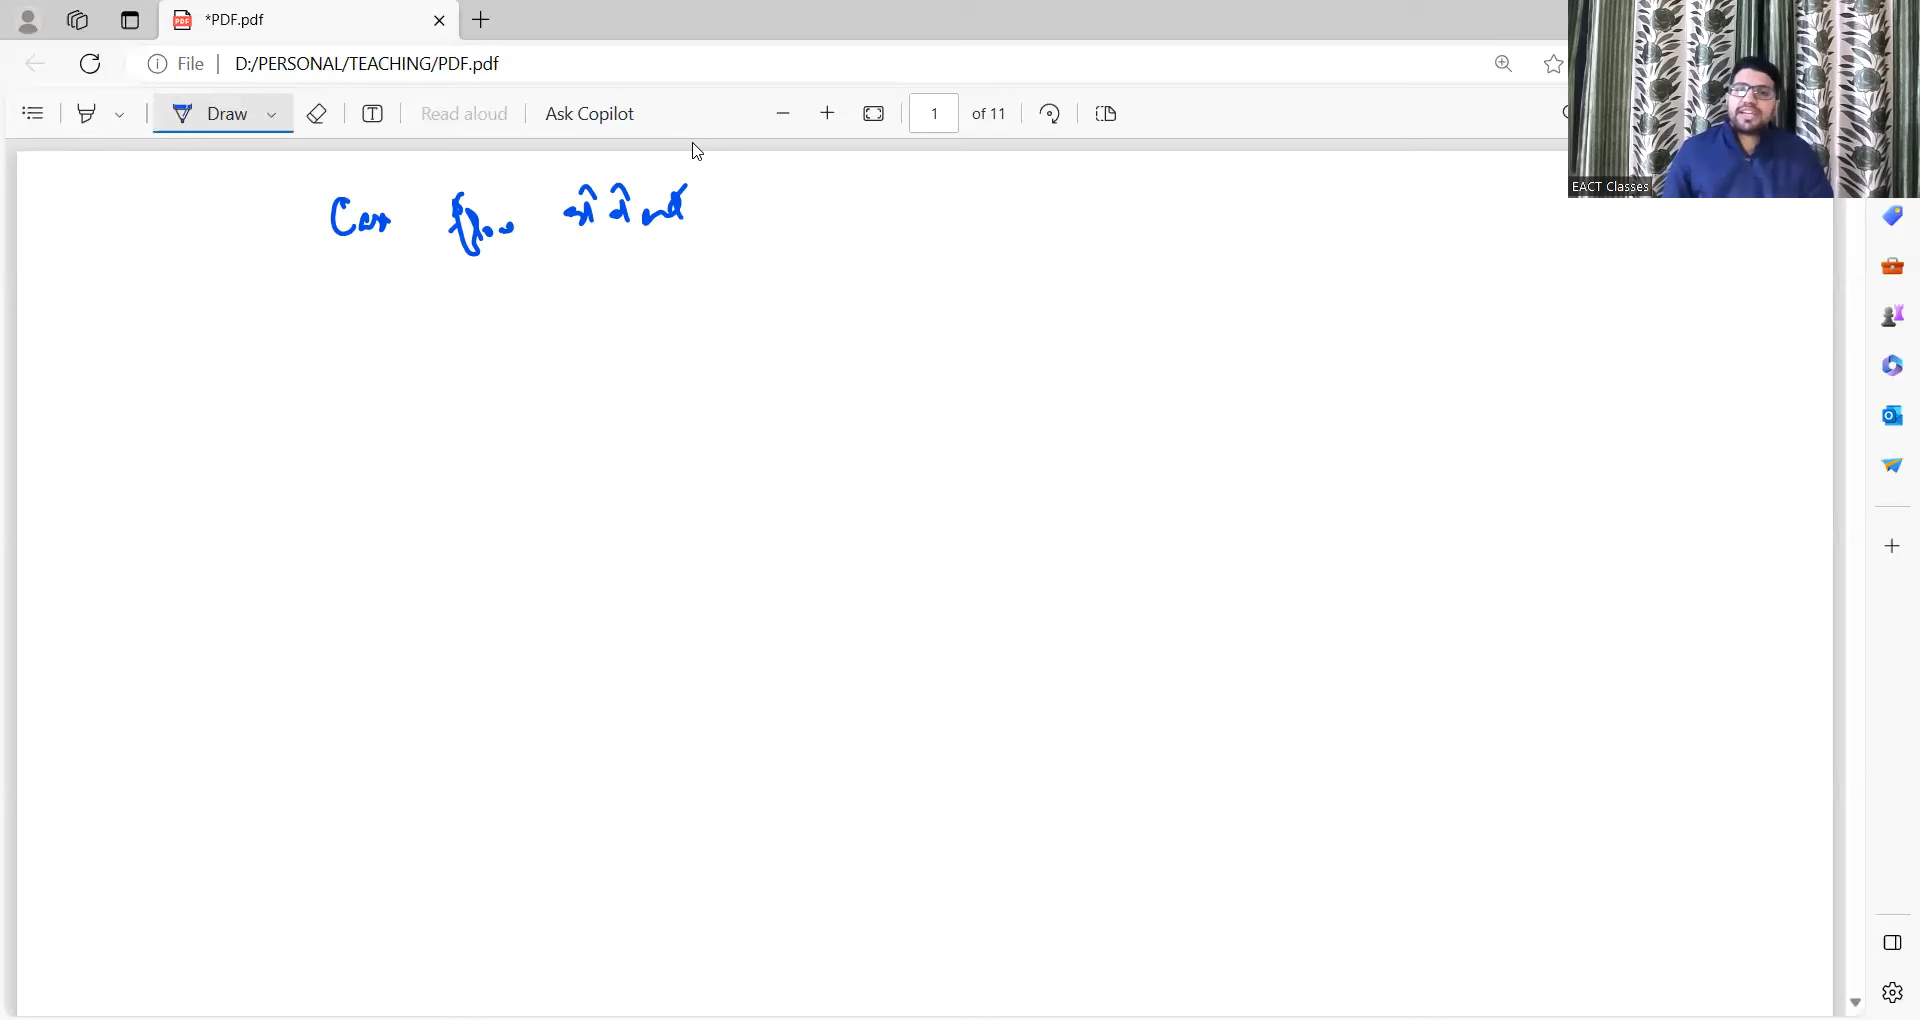 *PDF.pdf
File | D:/PERSONAL/TEACHING/PDF.pdf
Draw Read aloud Ask Copilot 1 of 11
EACT Classes